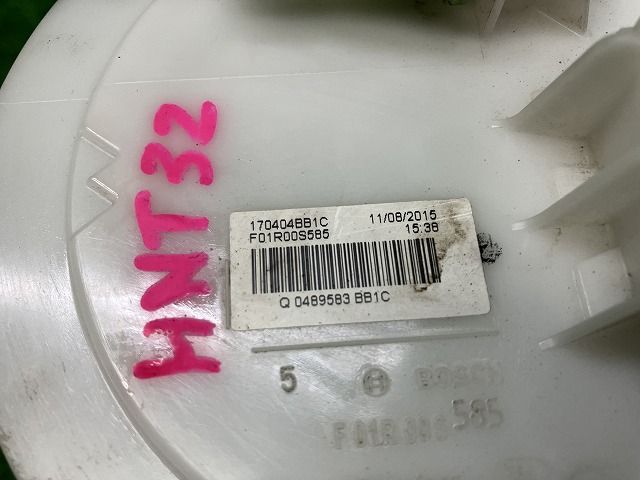 HNT32
170404BB1C 11/08/2015
F01R00S585 15:38
Q 0489583 BB1C
5 BOSCH
F01R00S585